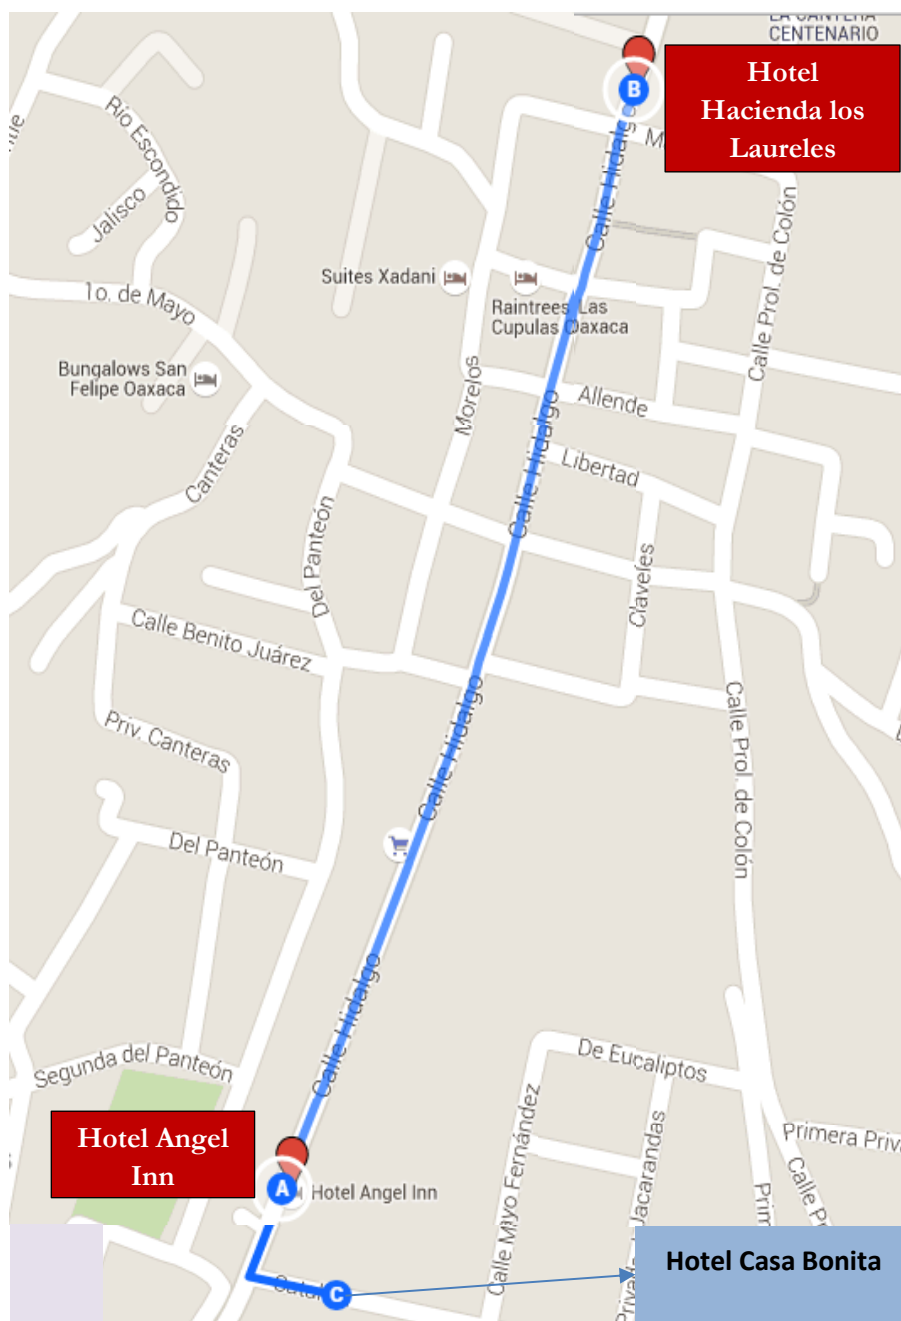 CENTENARIO
B
Hotel
Hacienda los
Laureles
Río Escondido
Jalisco
Calle Hidalgo
Calle Prol. de Colón
Suites Xadani
Raintrees Las
Cupulas Oaxaca
1o. de Mayo
Bungalows San
Felipe Oaxaca
Morelos
Allende
Calle Hidalgo
Libertad
Canteras
Del Panteón
Claveles
Calle Benito Juárez
Calle Hidalgo
Calle Prol. de Colón
Priv. Canteras
Del Panteón
Calle Hidalgo
De Eucaliptos
Segunda del Panteón
Calle Miyo Fernández
Jacarandas
Primera
Hotel Angel
Inn
A
Hotel Angel Inn
Calle
C
Hotel Casa Bonita